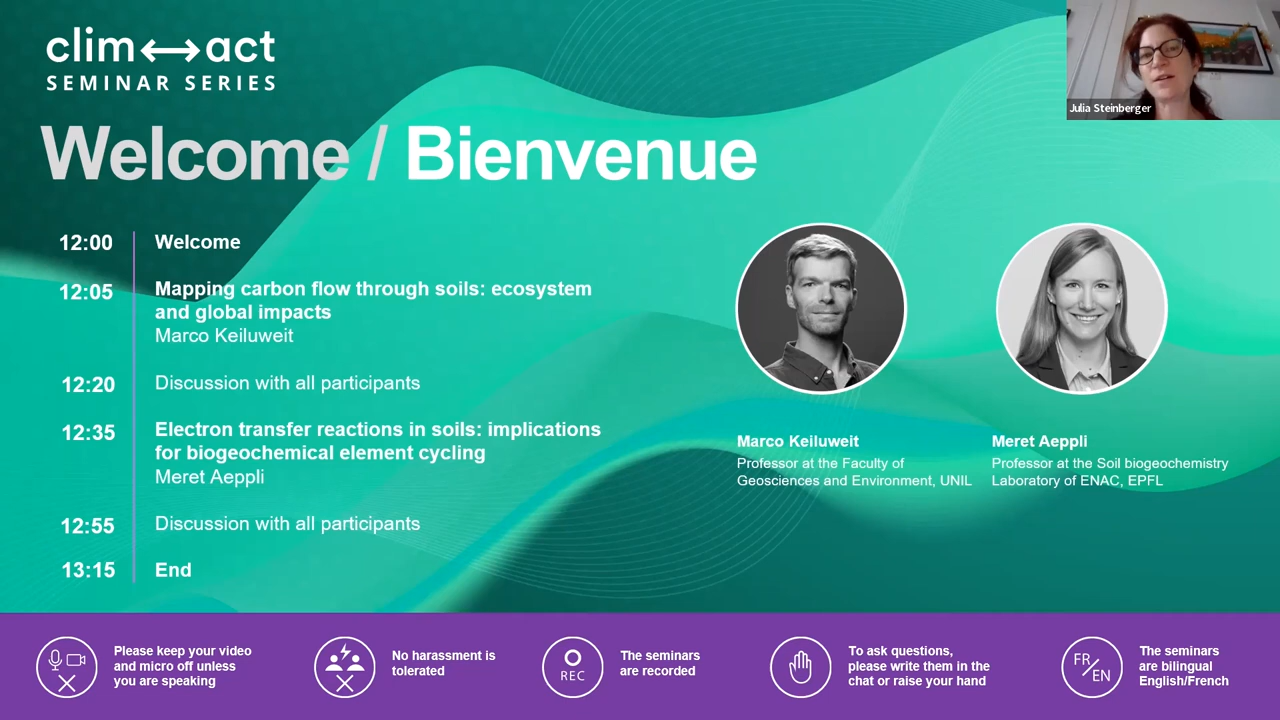 clim↔act
SEMINAR SERIES
Julia Steinberger
Welcome / Bienvenue
12:00 Welcome
12:05 Mapping carbon flow through soils: ecosystem
and global impacts
Marco Keiluweit
12:20 Discussion with all participants
12:35 Electron transfer reactions in soils: implications
for biogeochemical element cycling
Meret Aeppli
12:55 Discussion with all participants
13:15 End
Marco Keiluweit
Professor at the Faculty of
Geosciences and Environment, UNIL
Meret Aeppli
Professor at the Soil biogeochemistry
Laboratory of ENAC, EPFL
Please keep your video
and micro off unless
you are speaking
No harassment is
tolerated
REC
The seminars
are recorded
To ask questions,
please write them in the
chat or raise your hand
FR/EN
The seminars
are bilingual
English/French